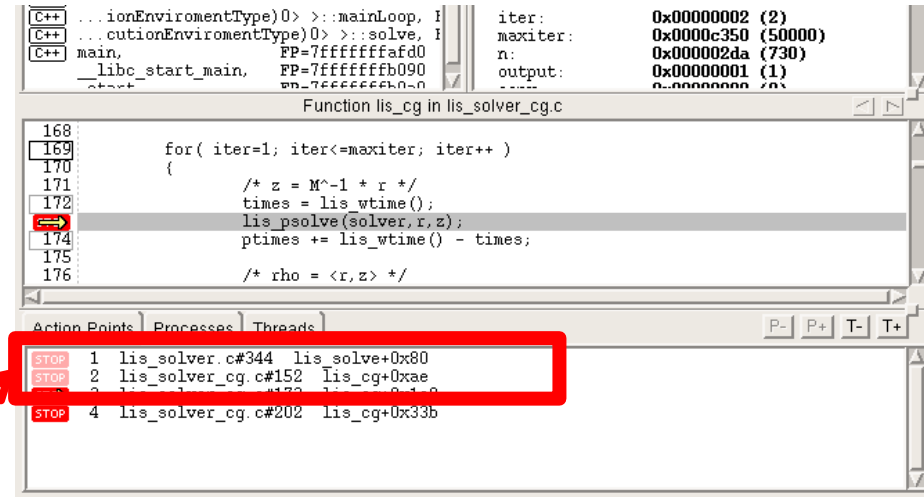 C++ ...ionEnviromentType)0> >::mainLoop,
C++ ...cutionEnviromentType)0> >::solve,
C++ main, FP=7fffffffafd0
__libc_start_main, FP=7fffffffb090
iter: 0x00000002 (2)
maxiter: 0x0000c350 (50000)
n: 0x000002da (730)
output: 0x00000001 (1)
Function lis_cg in lis_solver_cg.c
168
169 for( iter=1; iter<=maxiter; iter++ )
170 {
171 /* z = M^-1 * r */
172 times = lis_wtime();
lis_psolve(solver,r,z);
174 ptimes += lis_wtime() - times;
175
176 /* rho = <r,z> */
Action Points Processes Threads P- P+ T- T+
STOP 1 lis_solver.c#344 lis_solve+0x80
STOP 2 lis_solver_cg.c#152 lis_cg+0xae
STOP 4 lis_solver_cg.c#202 lis_cg+0x33b